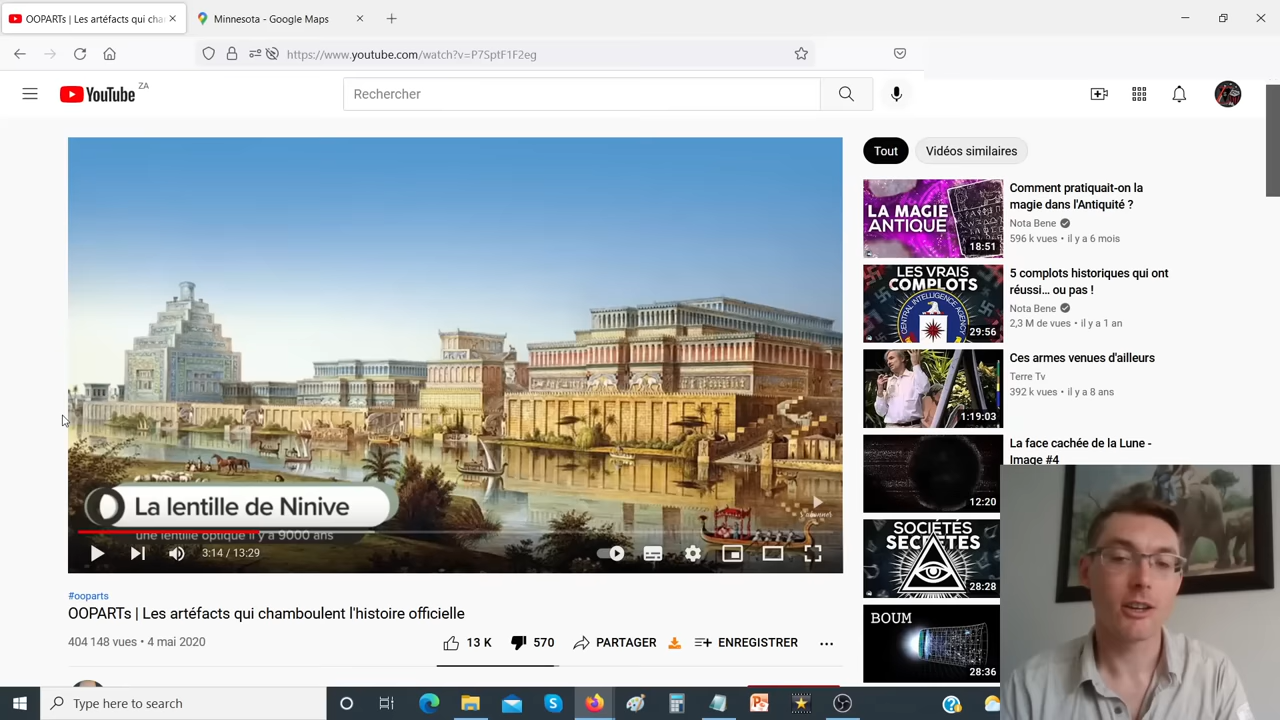 OOPARTs | Les artéfacts qui cha
Minnesota - Google Maps
https://www.youtube.com/watch?v=P7SptF1F2eg
YouTube ZA
Rechercher
Tout
Vidéos similaires
La lentille de Ninive
une lentille optique il y a 9000 ans
3:14 / 13:29
#ooparts
OOPARTs | Les artéfacts qui chamboulent l'histoire officielle
404 148 vues • 4 mai 2020
13 K
570
PARTAGER
ENREGISTRER
LA MAGIE
ANTIQUE
18:51
Comment pratiquait-on la
magie dans l'Antiquité ?
Nota Bene
596 k vues • il y a 6 mois
LES VRAIS
COMPLOTS
CENTRAL INTELLIGENCE AGENCY
29:56
5 complots historiques qui ont
réussi... ou pas !
Nota Bene
2,3 M de vues • il y a 1 an
1:19:03
Ces armes venues d'ailleurs
Terre Tv
392 k vues • il y a 8 ans
12:20
La face cachée de la Lune -
Image #4
SOCIÉTÉS
SECRÈTES
28:28
BOUM
28:36
Type here to search